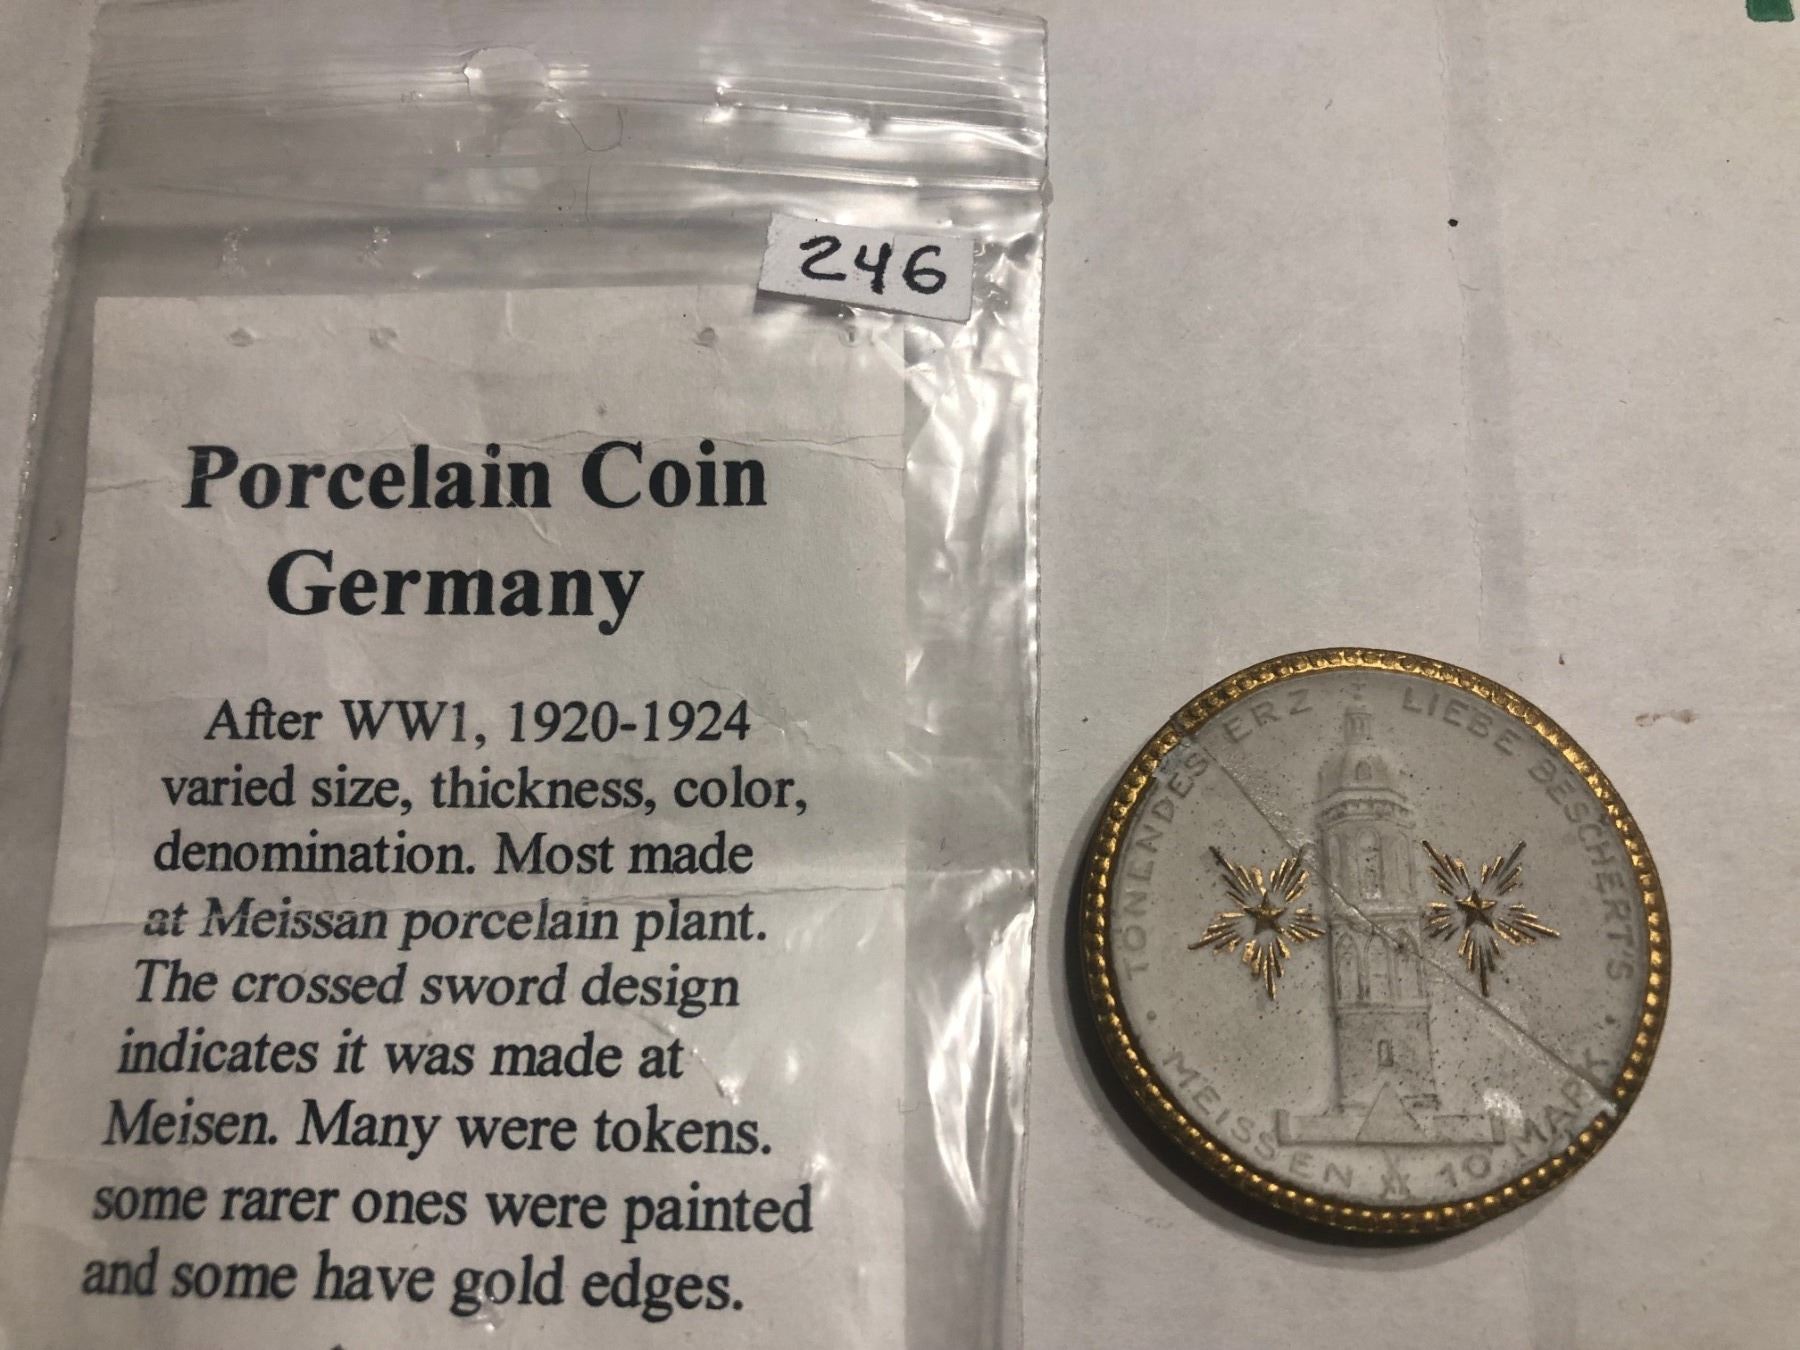 246
Porcelain Coin
Germany
After WW1, 1920-1924
varied size, thickness, color,
denomination. Most made
at Meissan porcelain plant.
The crossed sword design
indicates it was made at
Meisen. Many were tokens.
some rarer ones were painted
and some have gold edges.
TÖNENDES ERZ LIEBE BESCHERT'S
MEISSEN 10 MARK